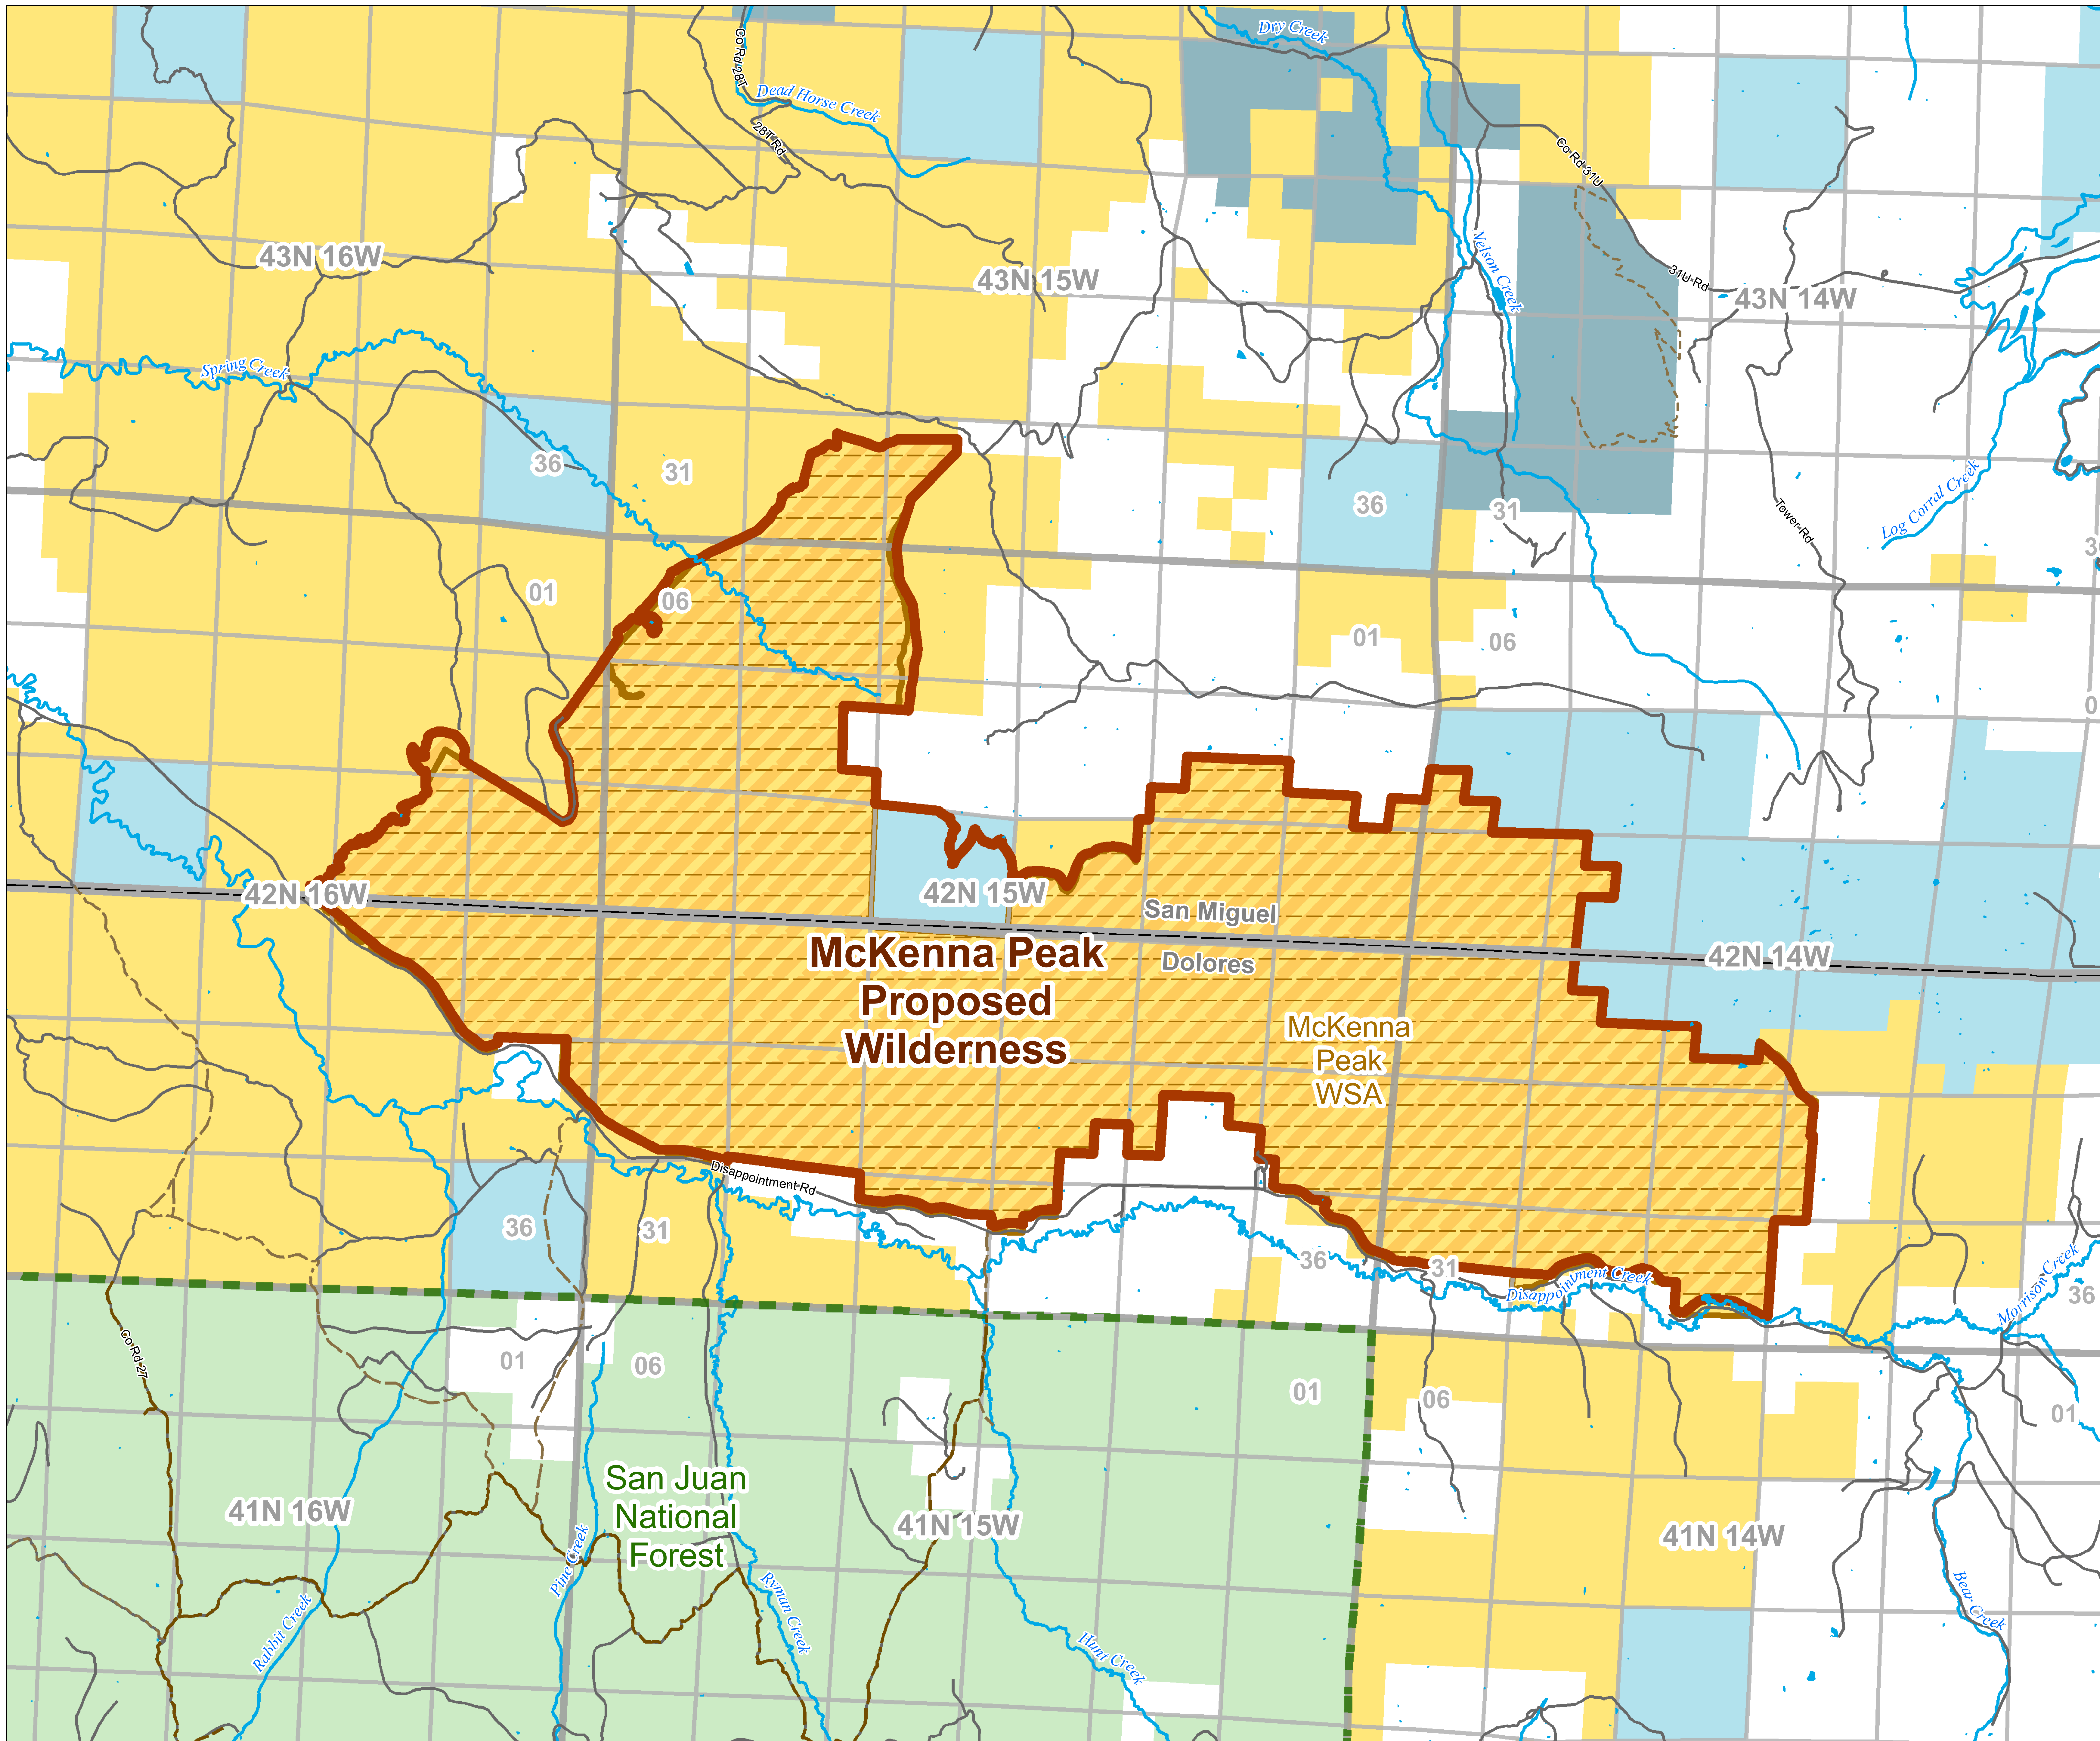 Dry Creek
Co Rd 28T
Dead Horse Creek
28T Rd
Co Rd 31U
43N 16W
43N 15W
Nelson Creek
31U Rd
43N 14W
Spring Creek
36
31
36
31
Tower Rd
Log Corral Creek
01
06
01
06
42N 16W
42N 15W
San Miguel
Dolores
42N 14W
McKenna Peak
Proposed
Wilderness
McKenna
Peak
WSA
Disappointment Rd
36
31
36
31
Disappointment Creek
Morrison Creek
36
Co Rd 27
01
06
01
06
01
San Juan
National
Forest
41N 16W
41N 15W
41N 14W
Pine Creek
Rabbit Creek
Ryman Creek
Hunt Creek
Bear Creek